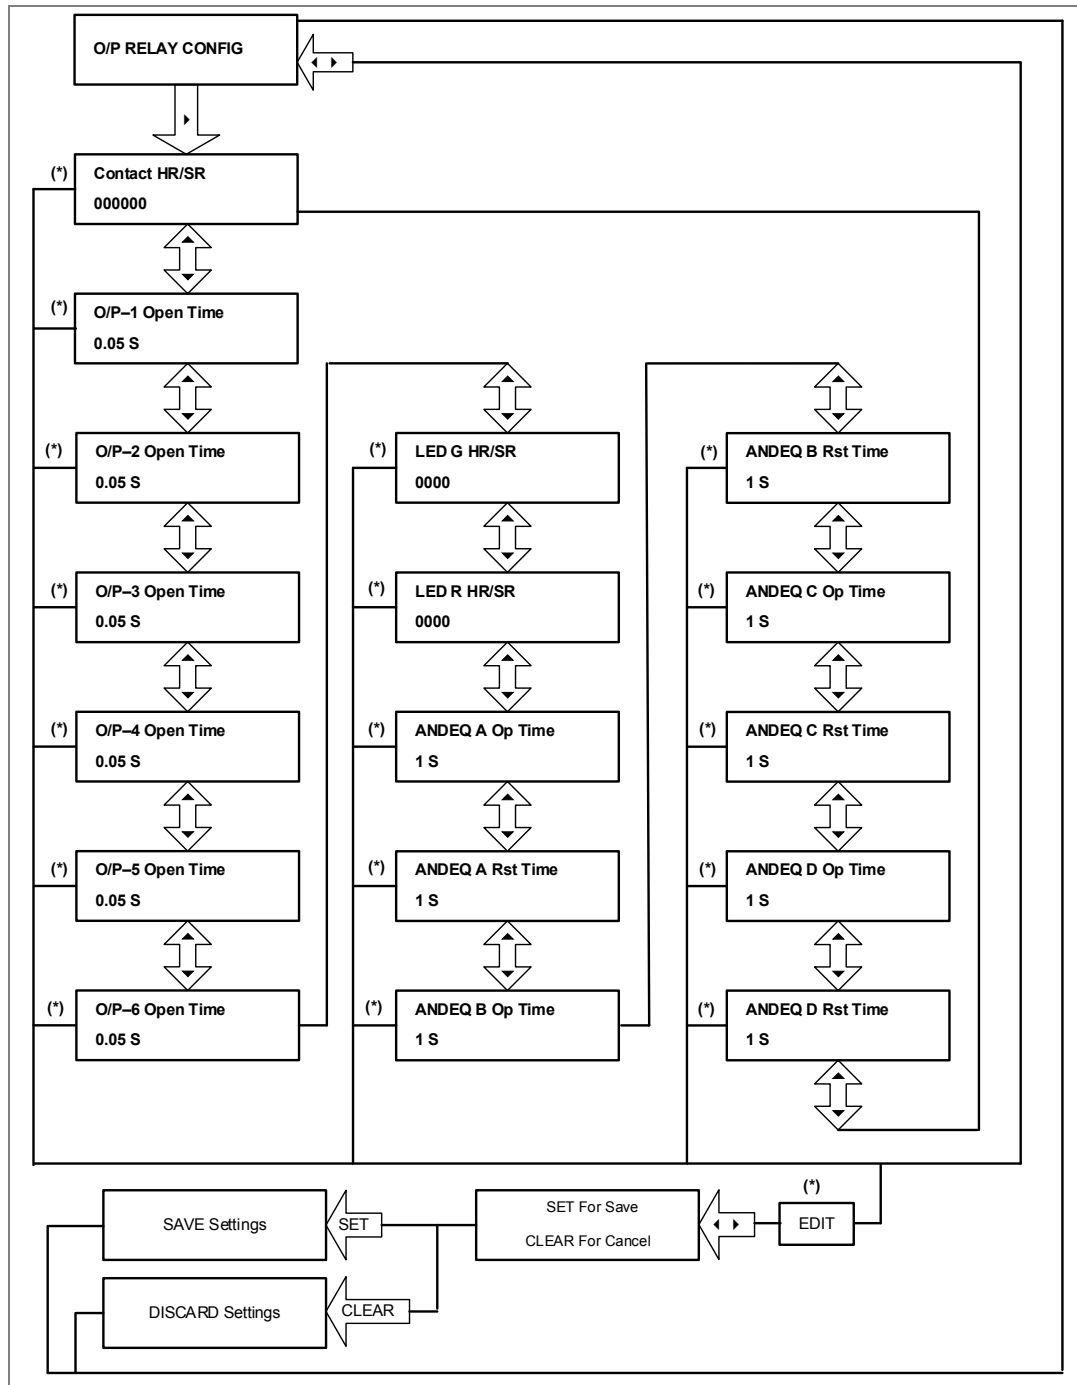 O/P RELAY CONFIG
(*)
Contact HR/SR
000000
(*)
O/P–1 Open Time
0.05 S
(*)
O/P–2 Open Time
0.05 S
(*)
O/P–3 Open Time
0.05 S
(*)
O/P–4 Open Time
0.05 S
(*)
O/P–5 Open Time
0.05 S
(*)
O/P–6 Open Time
0.05 S
(*)
LED G HR/SR
0000
(*)
LED R HR/SR
0000
(*)
ANDEQ A Op Time
1 S
(*)
ANDEQ A Rst Time
1 S
(*)
ANDEQ B Op Time
1 S
(*)
ANDEQ B Rst Time
1 S
(*)
ANDEQ C Op Time
1 S
(*)
ANDEQ C Rst Time
1 S
(*)
ANDEQ D Op Time
1 S
(*)
ANDEQ D Rst Time
1 S
(*)
EDIT
SET For Save
CLEAR For Cancel
SET
SAVE Settings
CLEAR
DISCARD Settings